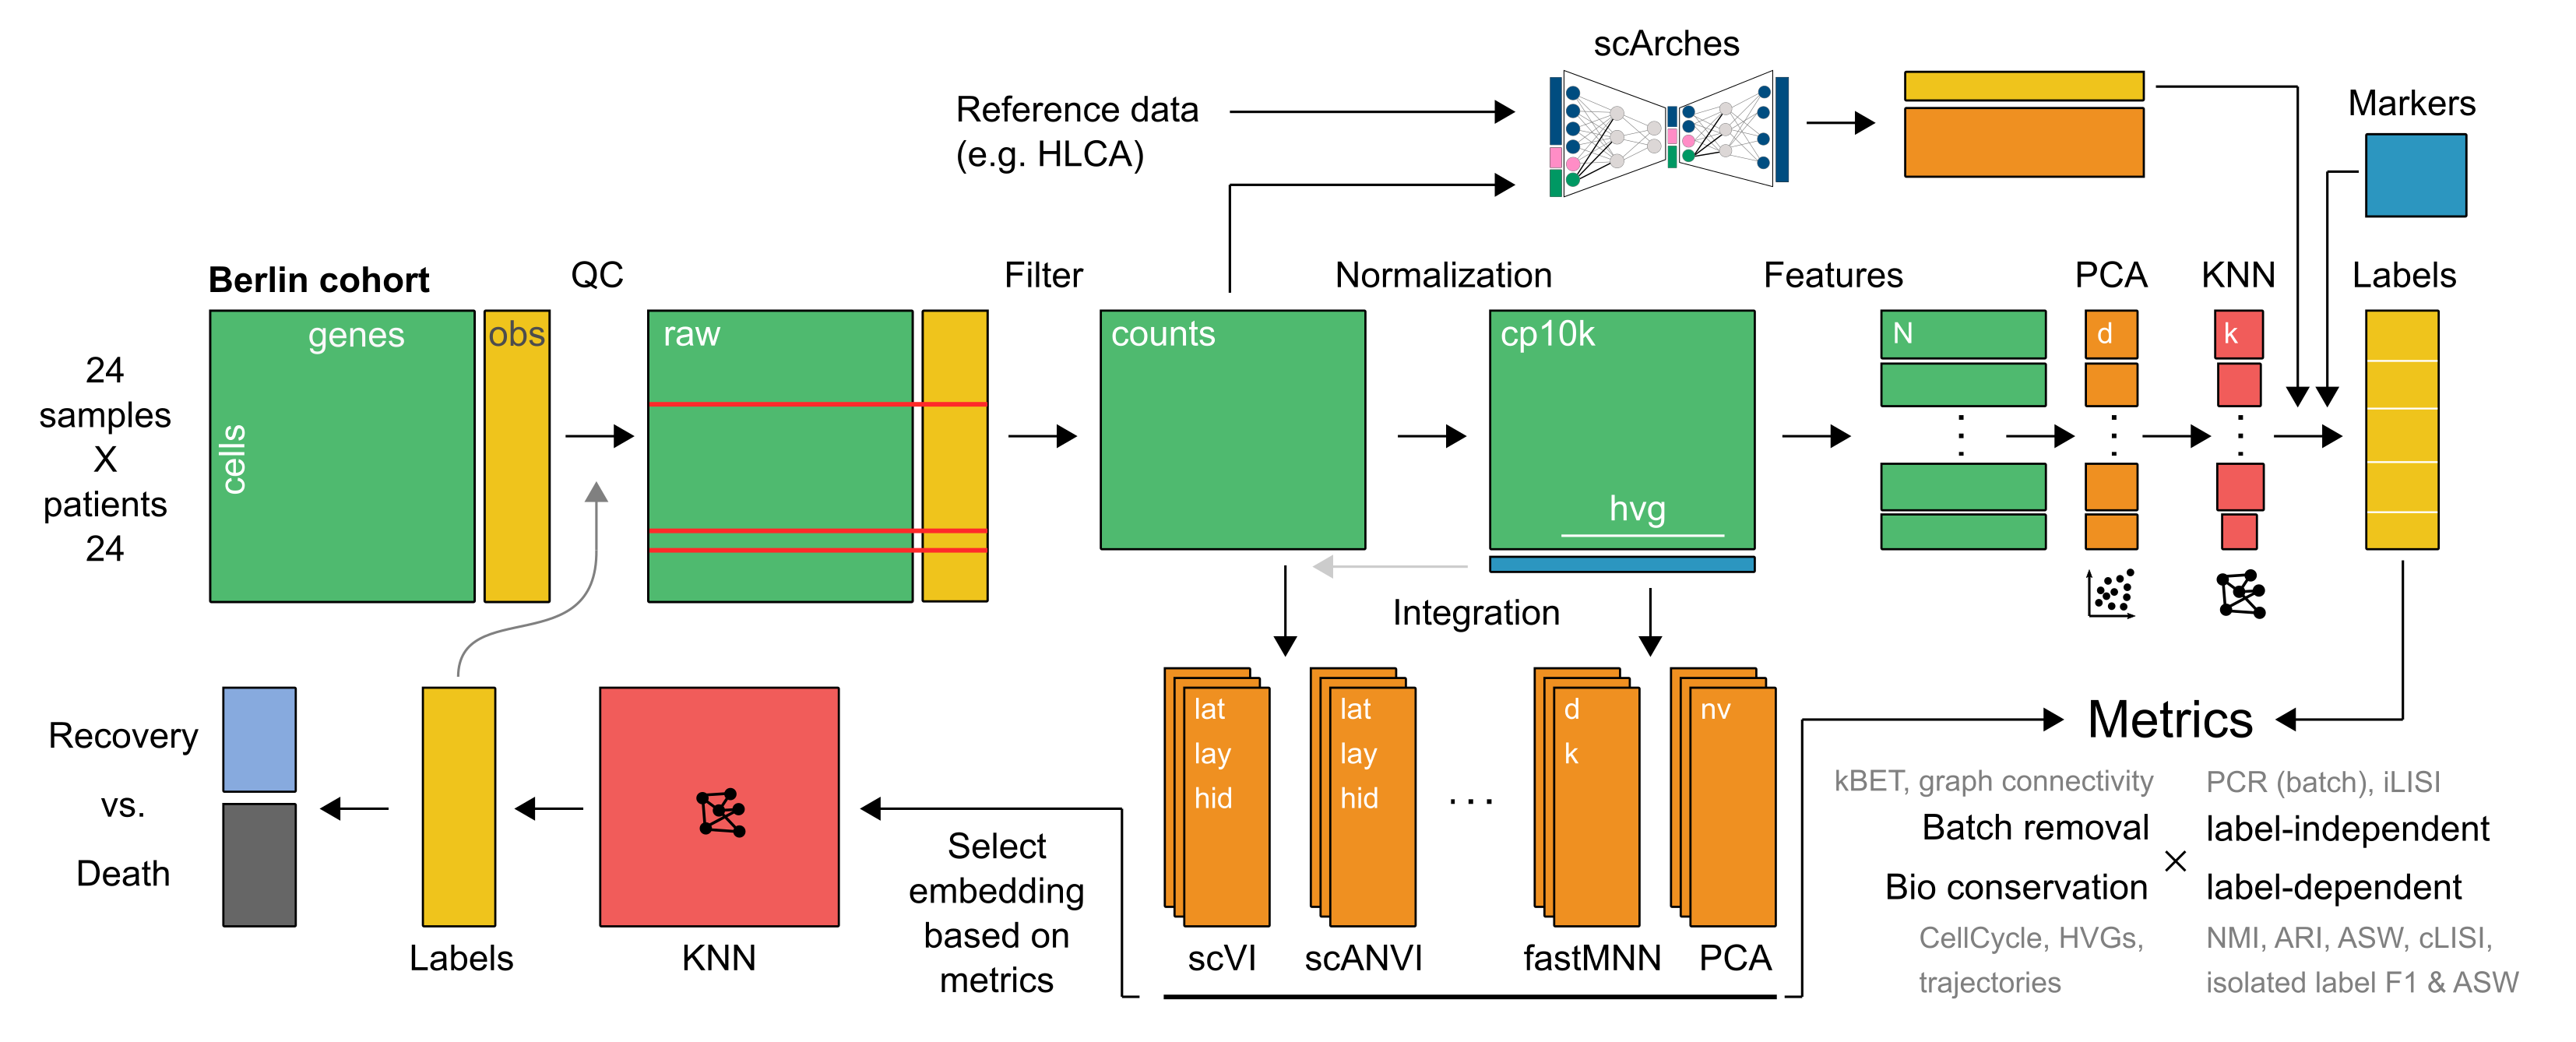 scArches
Reference data
(e.g. HLCA)
Markers
Berlin cohort
QC
Filter
Normalization
Features
PCA
KNN
Labels
24
samples
X
patients
24
genes
cells
obs
raw
counts
cp10k
hvg
N
d
k
Integration
Recovery
vs.
Death
Labels
KNN
Select
embedding
based on
metrics
lat
lay
hid
scVI
lat
lay
hid
scANVI
...
d
k
fastMNN
nv
PCA
Metrics
kBET, graph connectivity
PCR (batch), iLISI
Batch removal
label-independent
×
Bio conservation
label-dependent
CellCycle, HVGs,
trajectories
NMI, ARI, ASW, cLISI,
isolated label F1 & ASW